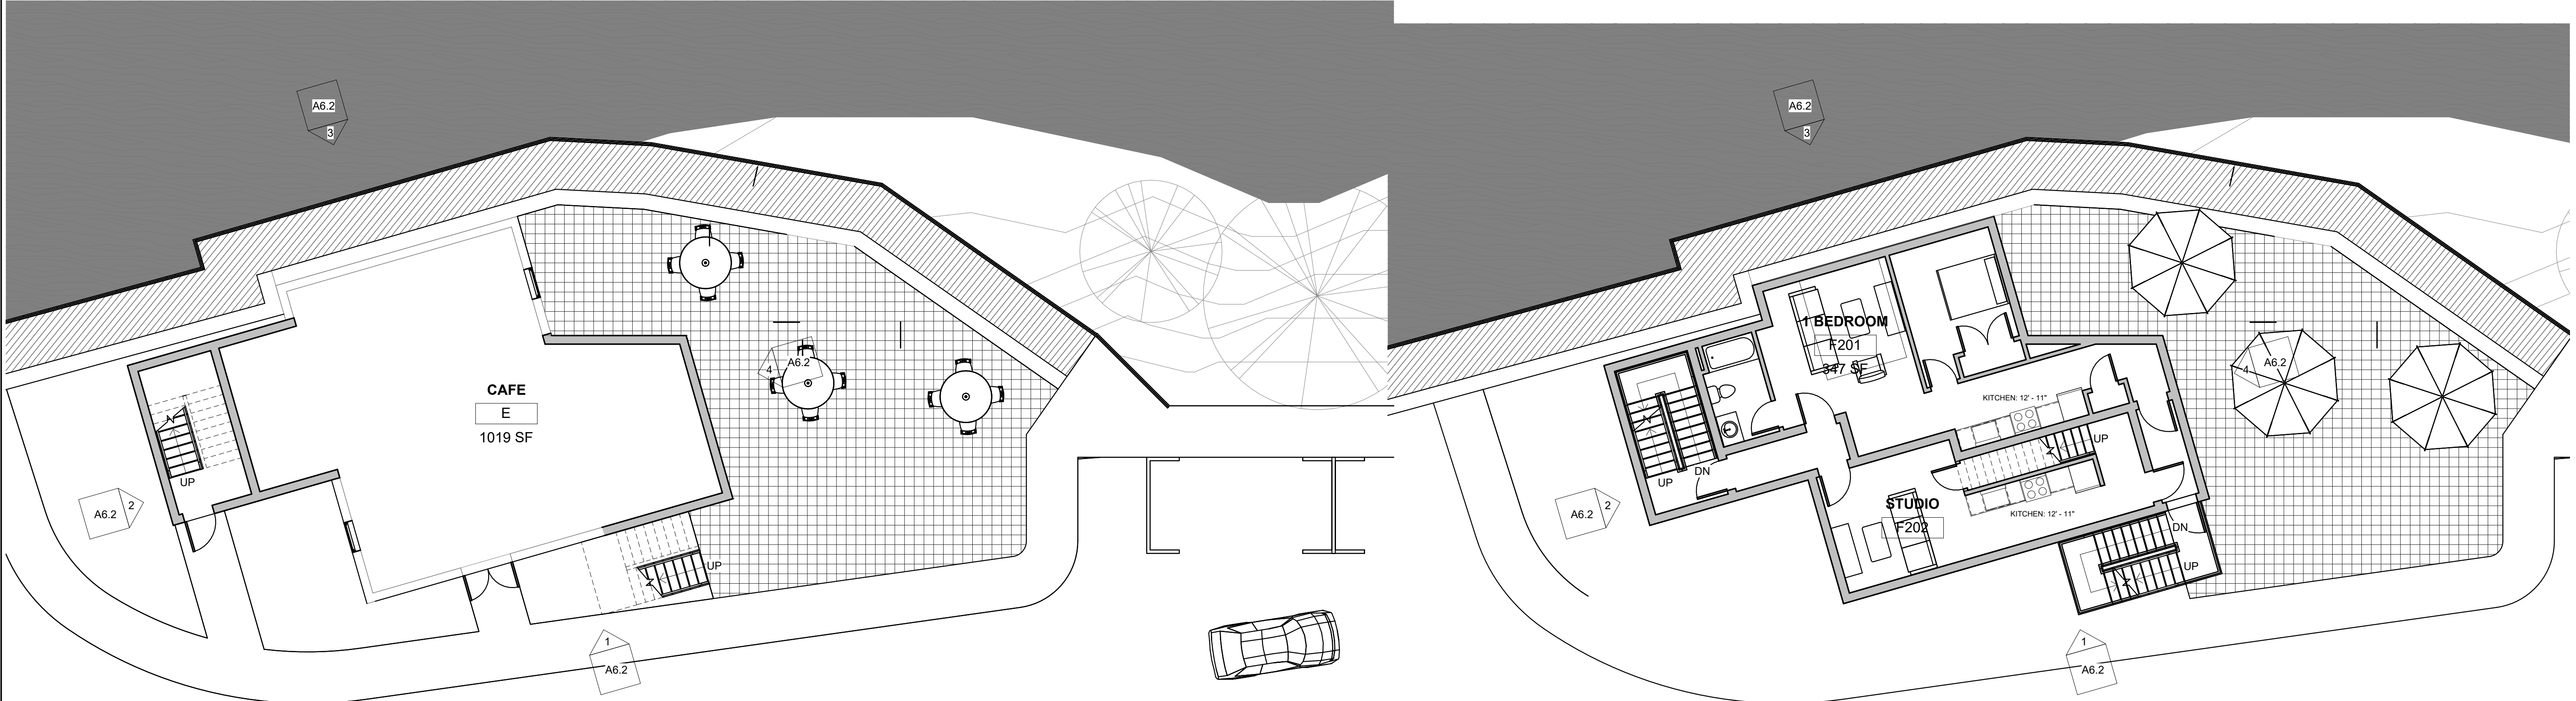 A6.2
3
CAFE
E
1019 SF
UP
A6.2
2
4
A6.2
UP
1
A6.2
A6.2
3
1 BEDROOM
F201
347 SF
KITCHEN: 12' - 11"
UP
DN
UP
STUDIO
F202
KITCHEN: 12' - 11"
DN
UP
A6.2
2
4
A6.2
1
A6.2